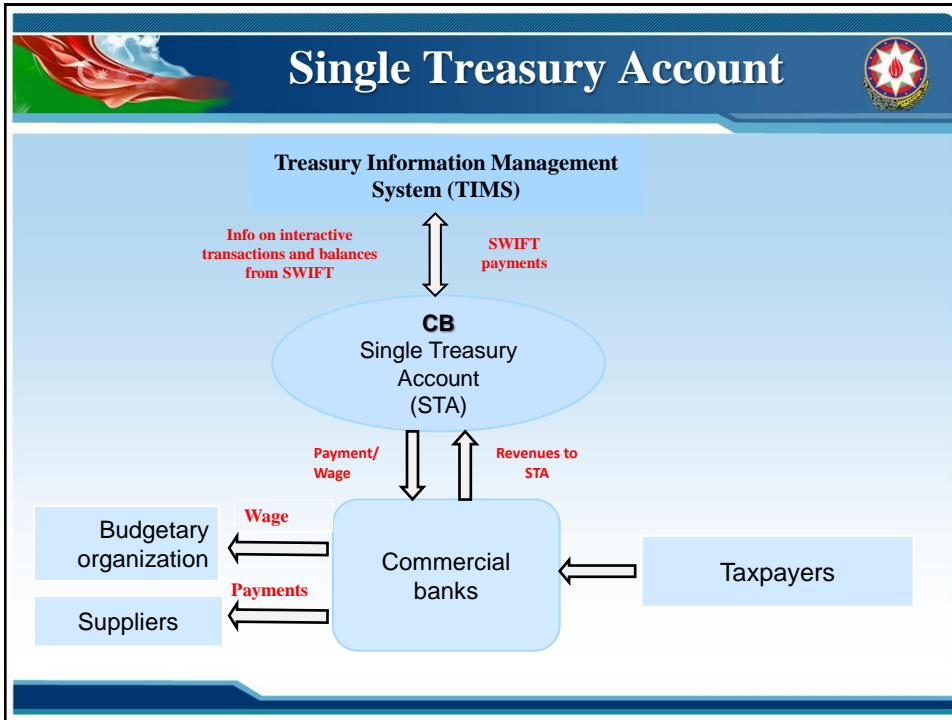 Single Treasury Account
Treasury Information Management
System (TIMS)
Info on interactive
transactions and balances
from SWIFT
SWIFT
payments
CB
Single Treasury
Account
(STA)
Payment/
Wage
Revenues to
STA
Wage
Budgetary
organization
Commercial
banks
Taxpayers
Payments
Suppliers